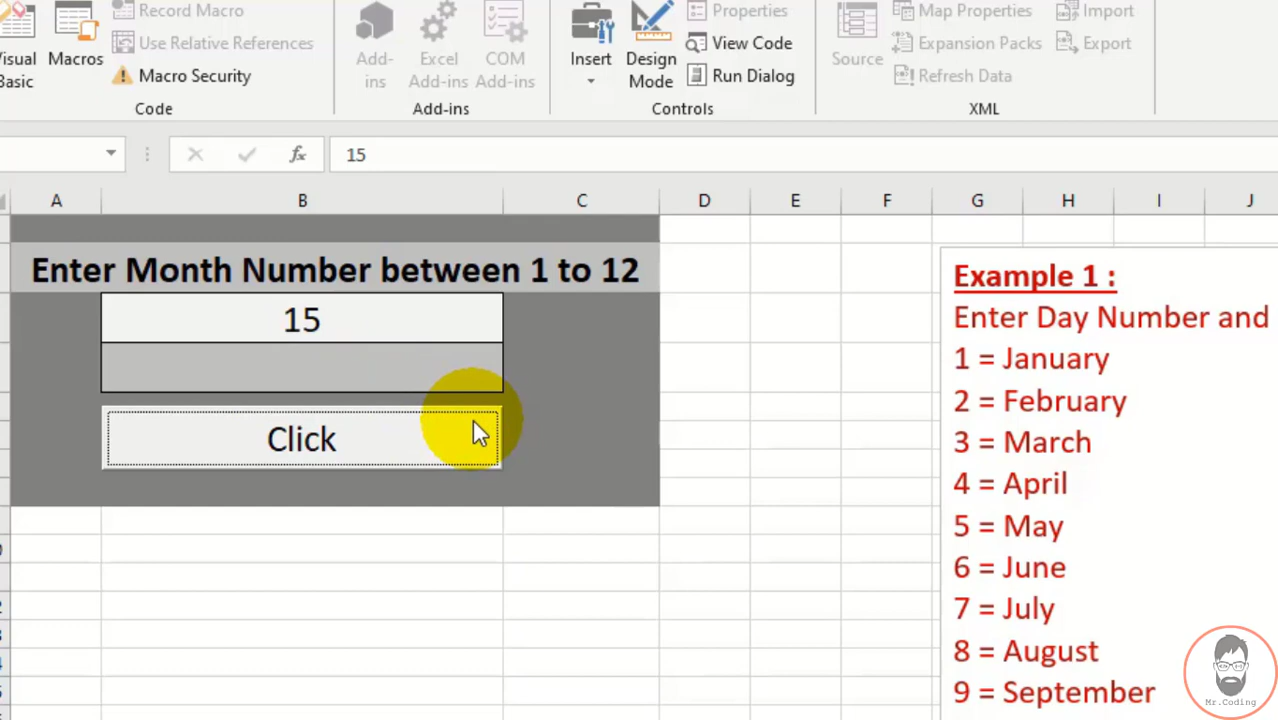 Record Macro
Visual Basic
Macros
Use Relative References
Macro Security
Code
Add-ins
Excel Add-ins
COM Add-ins
Add-ins
Insert
Design Mode
Properties
View Code
Run Dialog
Controls
Source
Map Properties
Expansion Packs
Refresh Data
Import
Export
XML
fx
15
A B C D E F G H I J
Enter Month Number between 1 to 12
15
Click
Example 1 :
Enter Day Number and
1 = January
2 = February
3 = March
4 = April
5 = May
6 = June
7 = July
8 = August
9 = September
Mr.Coding